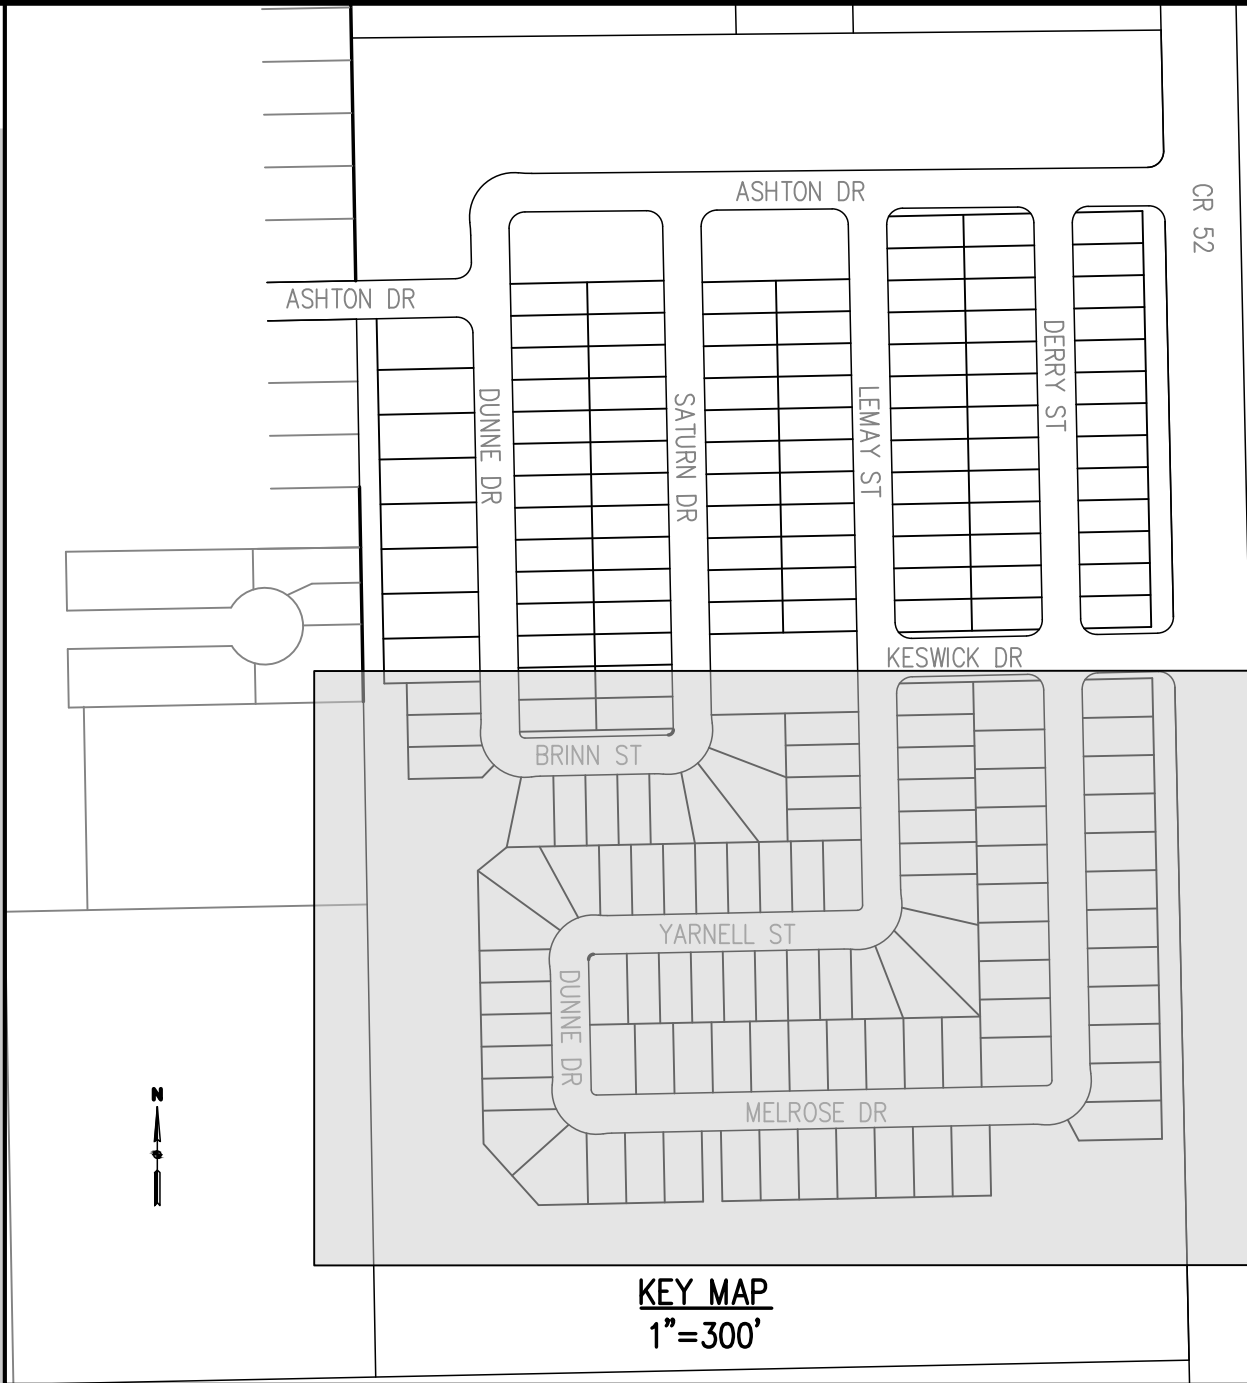 ASHTON DR
CR 52
ASHTON DR
DERRY ST
DUNNE DR
SATURN DR
LEMAY ST
KESWICK DR
BRINN ST
YARNELL ST
DUNNE DR
N
MELROSE DR
KEY MAP
1"=300'